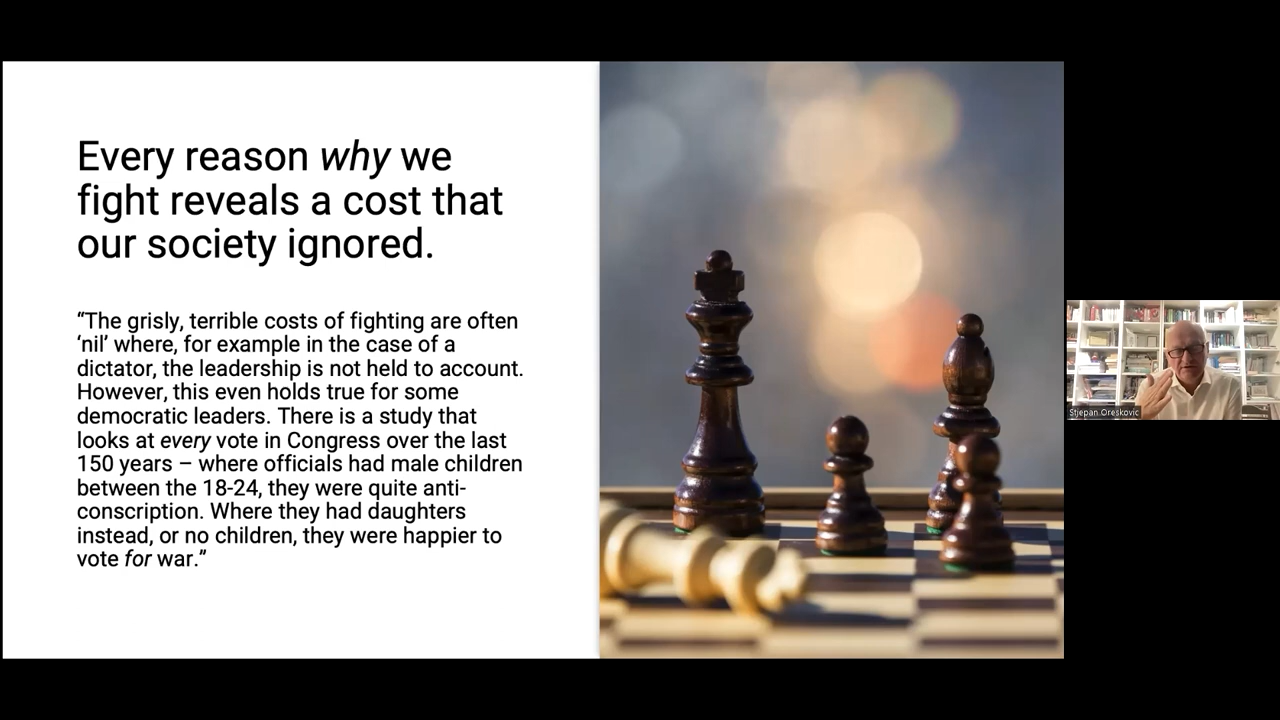 Every reason why we
fight reveals a cost that
our society ignored.
“The grisly, terrible costs of fighting are often
‘nil’ where, for example in the case of a
dictator, the leadership is not held to account.
However, this even holds true for some
democratic leaders. There is a study that
looks at every vote in Congress over the last
150 years – where officials had male children
between the 18-24, they were quite anti-
conscription. Where they had daughters
instead, or no children, they were happier to
vote for war.”
Stjepan Oreskovic